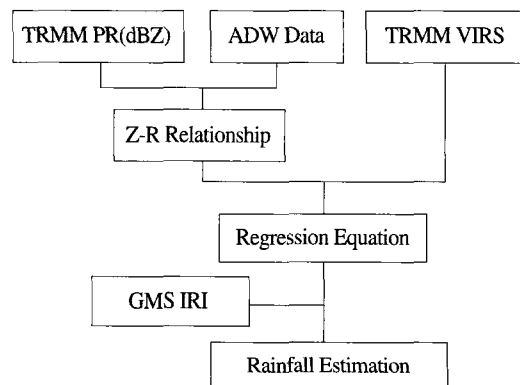 TRMM PR(dBZ)
ADW Data
TRMM VIRS
Z-R Relationship
Regression Equation
GMS IRI
Rainfall Estimation